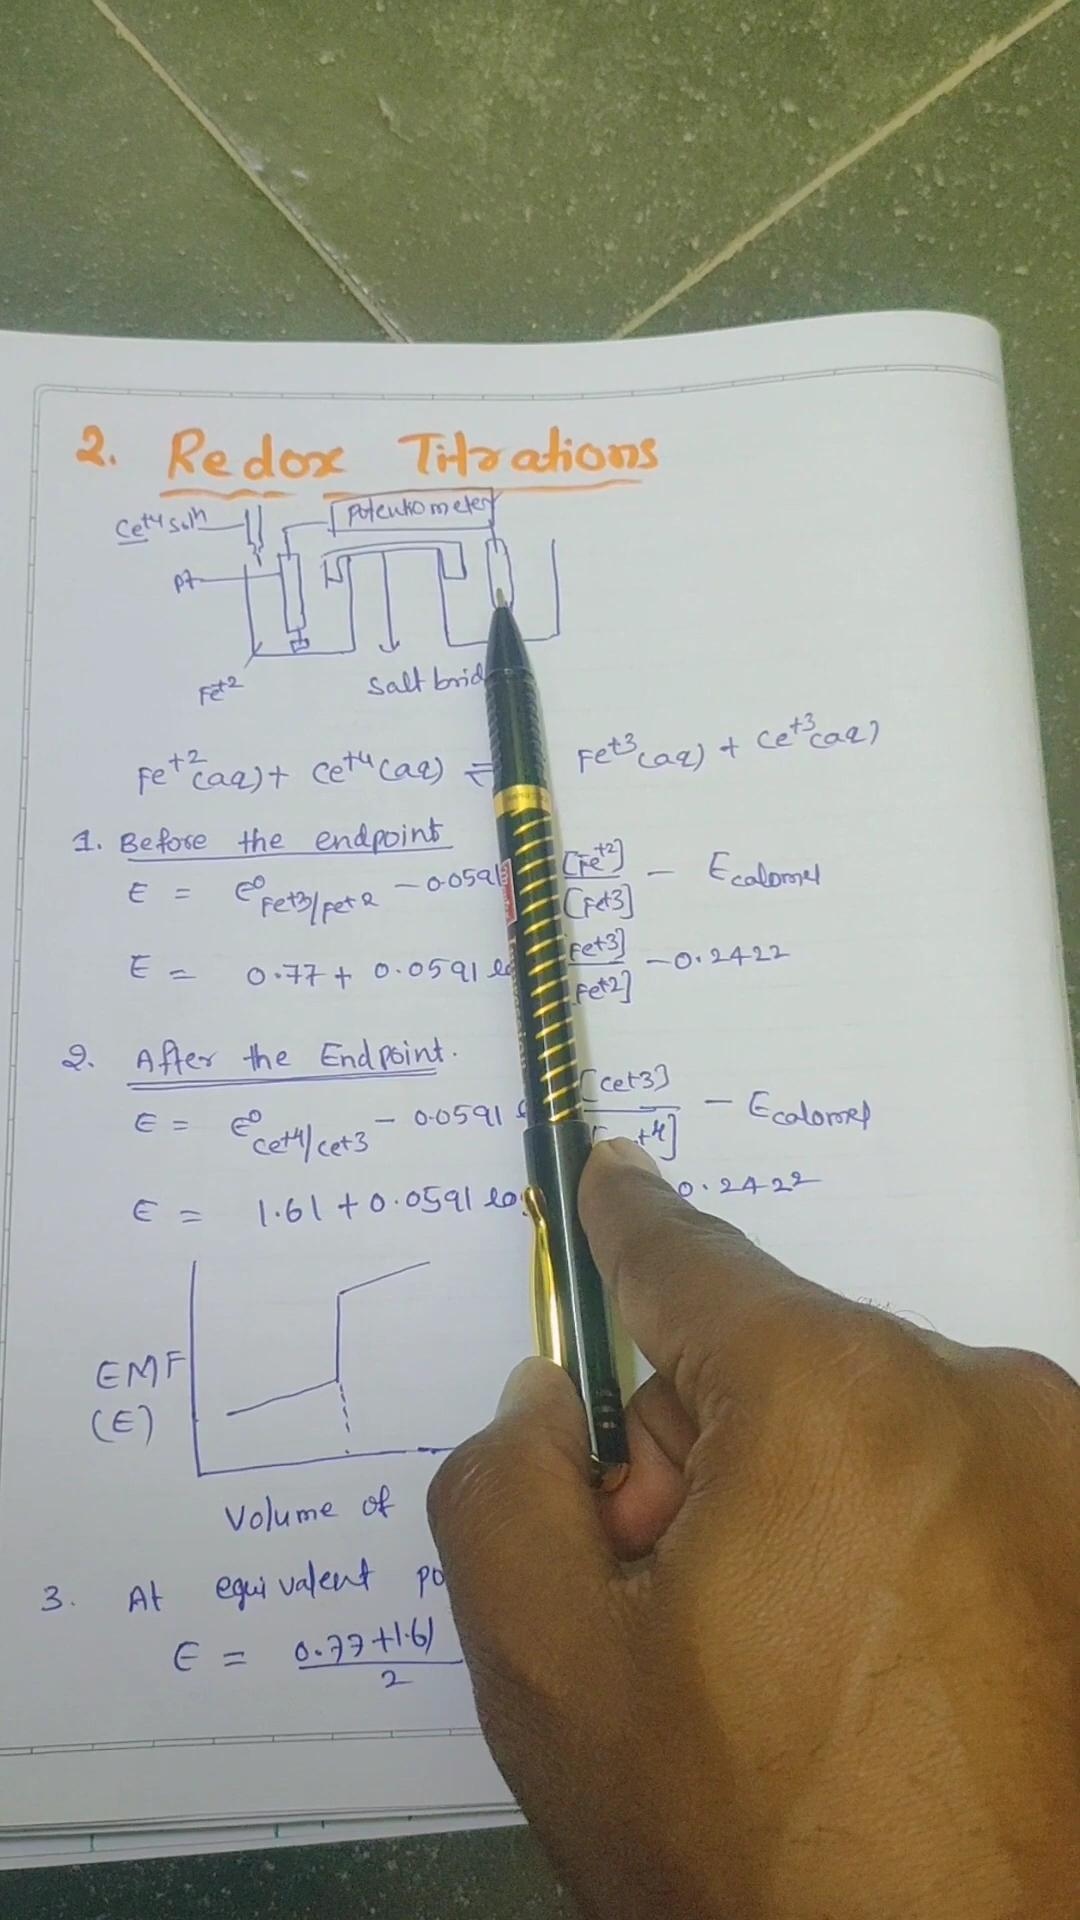 2. Redox Titrations
Potentiometer
Ce+4 Soln
Pt
Fe+2
Salt brid
Fe+2(aq) + Ce+4(aq) ⇌ Fe+3(aq) + Ce+3(aq)
1. Before the endpoint
E = E°Fe+3/Fe+2 - 0.0591 [Fe+2]/[Fe+3] - Ecalomel
E = 0.77 + 0.0591 lo Fe+3]/Fe+2] - 0.2422
2. After the Endpoint.
E = E°Ce+4/Ce+3 - 0.0591 [Ce+3]/[ +4] - Ecalomel
E = 1.61 + 0.0591 lo 0.2422
EMF
(E)
Volume of
3. At equivalent po
E = 0.77+1.61/2